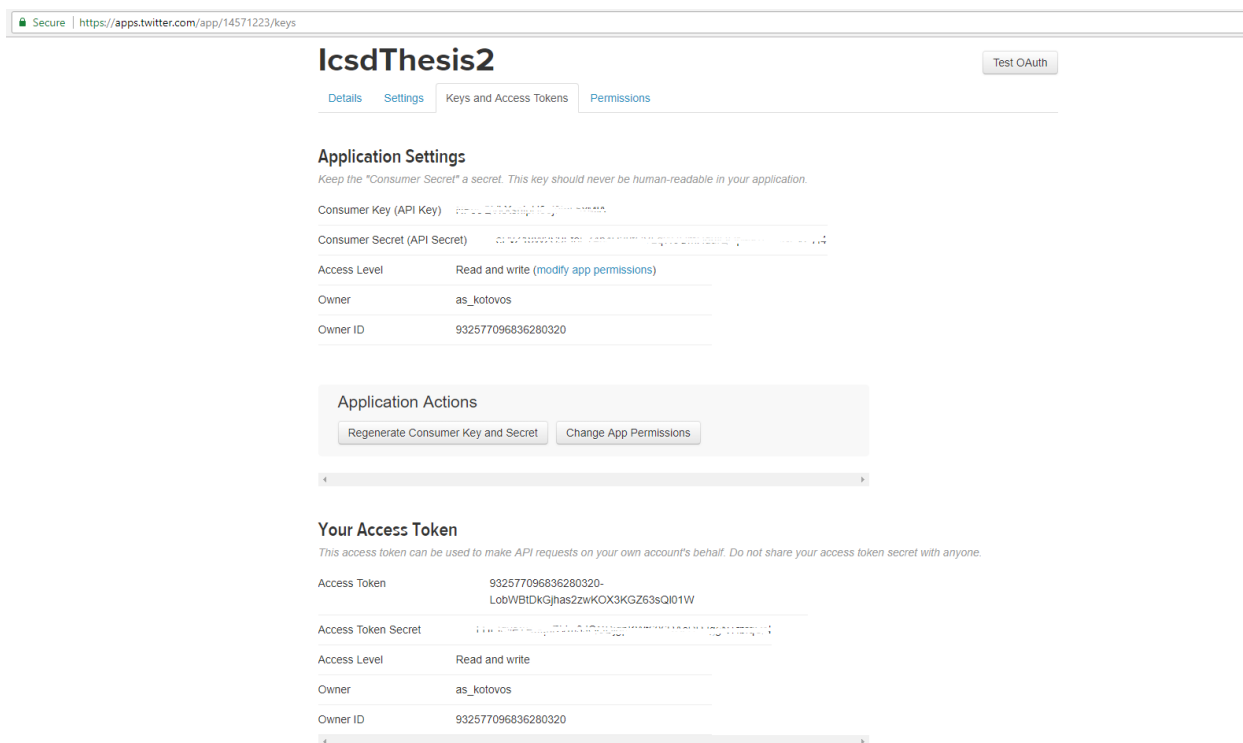 Secure | https://apps.twitter.com/app/14571223/keys
IcsdThesis2
Test OAuth
Details Settings Keys and Access Tokens Permissions
Application Settings
Keep the "Consumer Secret" a secret. This key should never be human-readable in your application.
Consumer Key (API Key)
Consumer Secret (API Secret)
Access Level Read and write (modify app permissions)
Owner as_kotovos
Owner ID 932577096836280320
Application Actions
Regenerate Consumer Key and Secret Change App Permissions
Your Access Token
This access token can be used to make API requests on your own account's behalf. Do not share your access token secret with anyone.
Access Token 932577096836280320-
LobWBtDkGjhas2zwKOX3KGZ63sQI01W
Access Token Secret
Access Level Read and write
Owner as_kotovos
Owner ID 932577096836280320